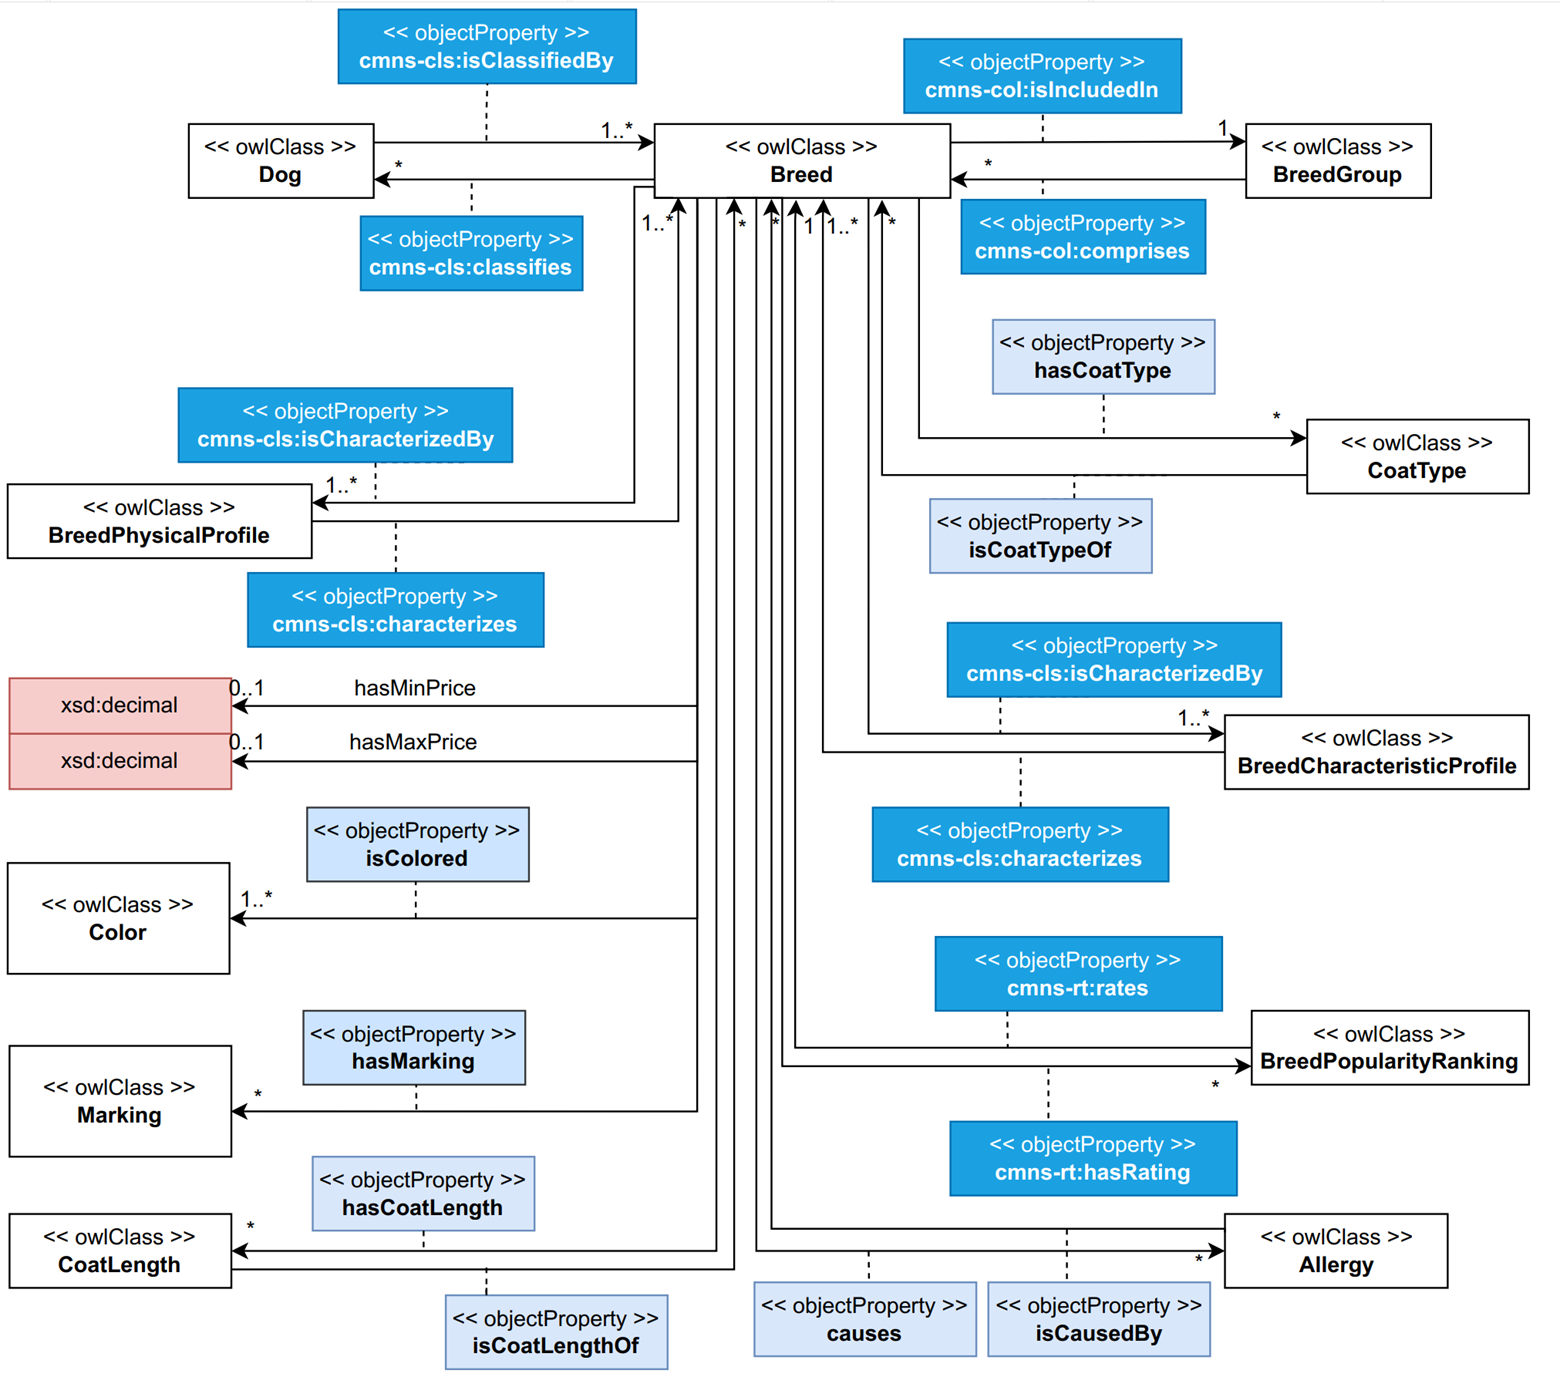 << objectProperty >>
cmns-cls:isClassifiedBy
<< objectProperty >>
cmns-col:isIncludedIn
1..*
1
<< owlClass >>
Dog
<< owlClass >>
Breed
<< owlClass >>
BreedGroup
*
*
<< objectProperty >>
cmns-cls:classifies
1..*
*
*
1
1..*
*
<< objectProperty >>
cmns-col:comprises
<< objectProperty >>
hasCoatType
<< objectProperty >>
cmns-cls:isCharacterizedBy
*
<< owlClass >>
CoatType
1..*
<< owlClass >>
BreedPhysicalProfile
<< objectProperty >>
isCoatTypeOf
<< objectProperty >>
cmns-cls:characterizes
<< objectProperty >>
cmns-cls:isCharacterizedBy
xsd:decimal
0..1
hasMinPrice
1..*
<< owlClass >>
BreedCharacteristicProfile
xsd:decimal
0..1
hasMaxPrice
<< objectProperty >>
isColored
<< objectProperty >>
cmns-cls:characterizes
1..*
<< owlClass >>
Color
<< objectProperty >>
cmns-rt:rates
<< objectProperty >>
hasMarking
<< owlClass >>
BreedPopularityRanking
*
*
<< owlClass >>
Marking
<< objectProperty >>
cmns-rt:hasRating
<< objectProperty >>
hasCoatLength
*
<< owlClass >>
CoatLength
<< owlClass >>
Allergy
*
<< objectProperty >>
isCoatLengthOf
<< objectProperty >>
causes
<< objectProperty >>
isCausedBy